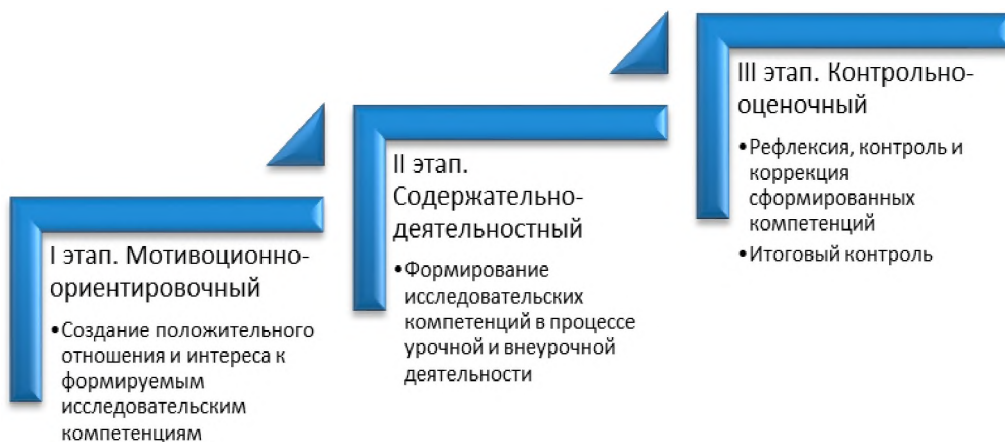 I этап. Мотивоционно-
ориентировочный
•Создание положительного
отношения и интереса к
формируемым
исследовательским
компетенциям
II этап.
Содержательно-
деятельностный
•Формирование
исследовательских
компетенций в процессе
урочной и внеурочной
деятельности
III этап. Контрольно-
оценочный
•Рефлексия, контроль и
коррекция
сформированных
компетенций
•Итоговый контроль